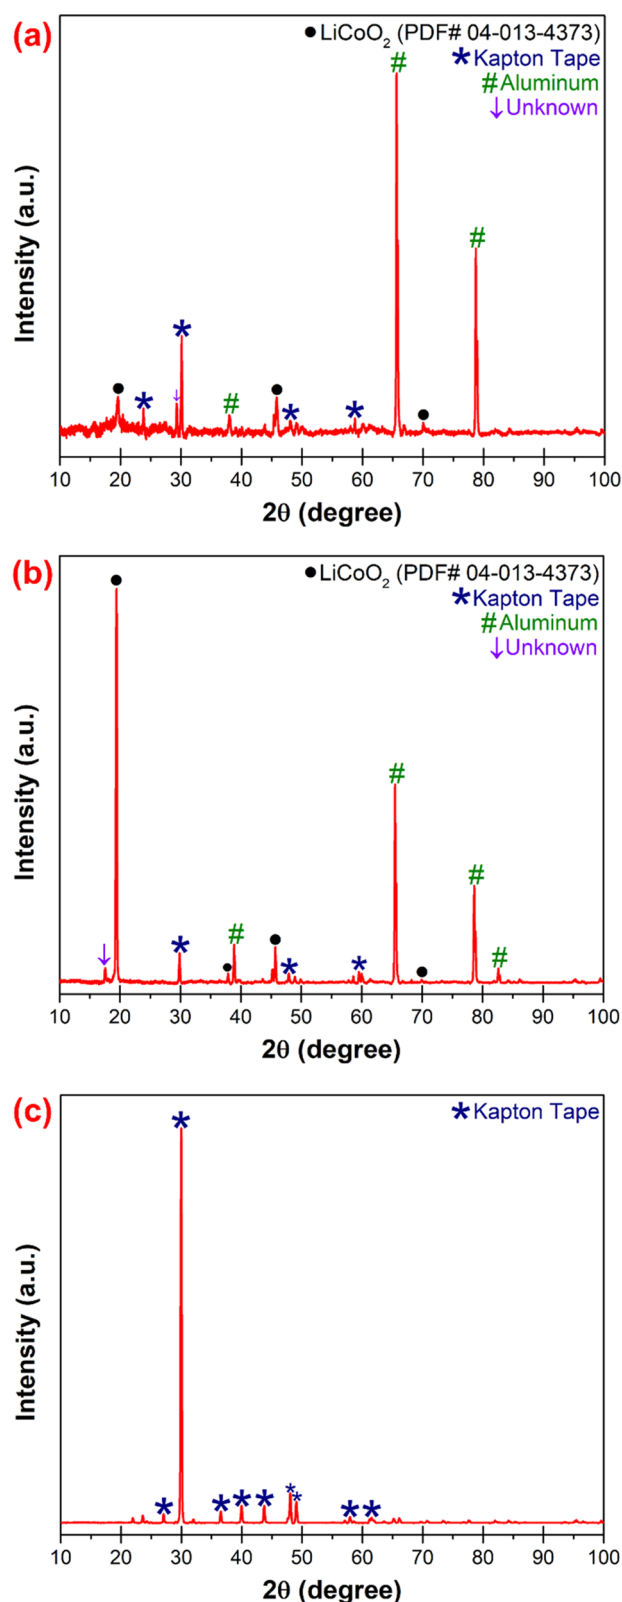 (a)
● LiCoO₂ (PDF# 04-013-4373)
* Kapton Tape
# Aluminum
↓ Unknown
#
#
*
↓
●
*
#
●
*
*
●
Intensity (a.u.)
10 20 30 40 50 60 70 80 90 100
2θ (degree)
(b)
● LiCoO₂ (PDF# 04-013-4373)
* Kapton Tape
# Aluminum
↓ Unknown
●
#
#
↓
*
●
#
●
*
*
●
#
Intensity (a.u.)
10 20 30 40 50 60 70 80 90 100
2θ (degree)
(c)
* Kapton Tape
*
* * * * * * * *
Intensity (a.u.)
10 20 30 40 50 60 70 80 90 100
2θ (degree)